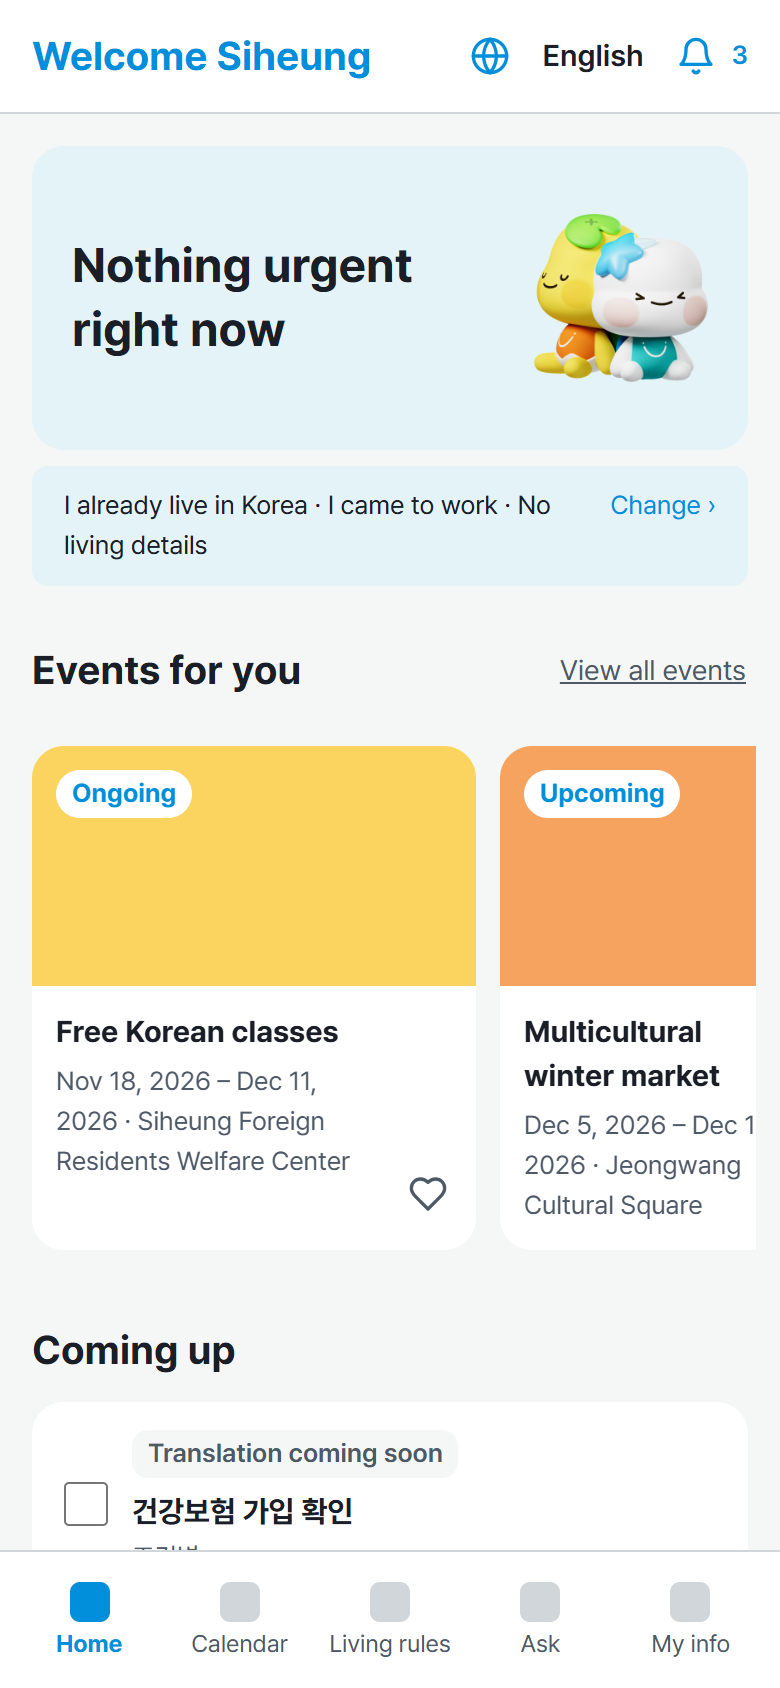 Welcome Siheung
English
3
Nothing urgent
right now
I already live in Korea · I came to work · No
living details
Change ›
Events for you
View all events
Ongoing
Free Korean classes
Nov 18, 2026 – Dec 11,
2026 · Siheung Foreign
Residents Welfare Center
Upcoming
Multicultural
winter market
Dec 5, 2026 – Dec 1
2026 · Jeongwang
Cultural Square
Coming up
Translation coming soon
건강보험 가입 확인
Home
Calendar
Living rules
Ask
My info